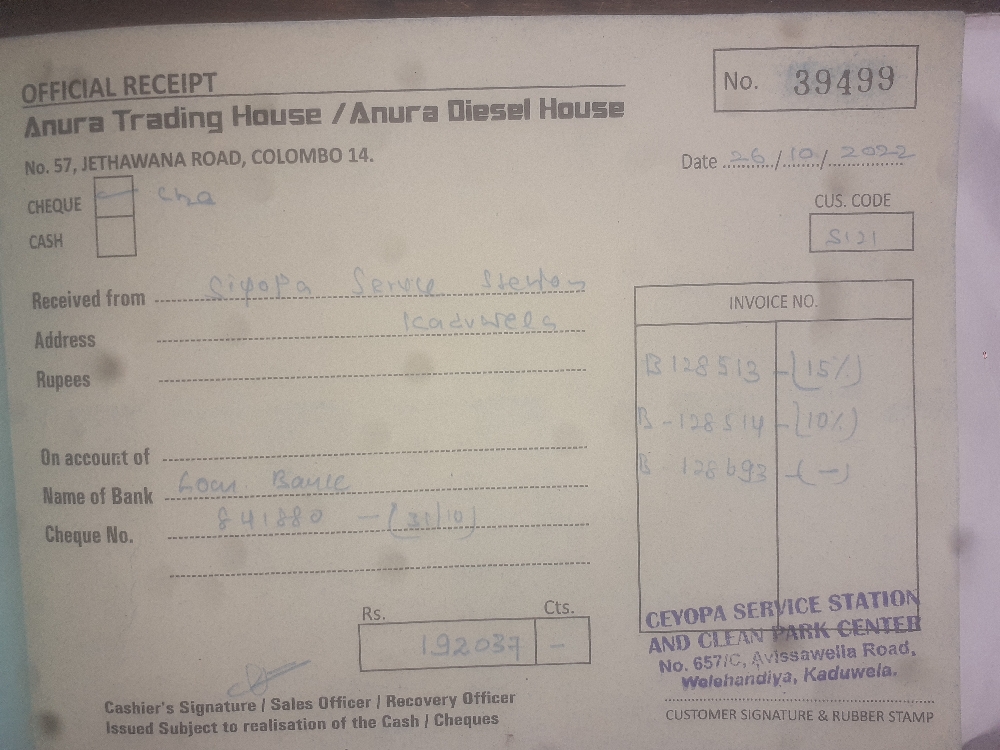 OFFICIAL RECEIPT
No. 39499
Anura Trading House / Anura Diesel House
No. 57, JETHAWANA ROAD, COLOMBO 14.
Date 26/10/2022
CHEQUE
CASH
CUS. CODE
S121
Received from Siyopa Service Station
Address Kaduwela
Rupees
INVOICE NO.
B 128513 - (15%)
B - 128514 - (10%)
B - 128693 - (-)
On account of
Name of Bank
Cheque No. 841880 - (31/10)
Rs. Cts.
192037 -
CEYOPA SERVICE STATION
AND CLEAN PARK CENTER
No. 657/C, Avissawella Road,
Welehandiya, Kaduwela.
Cashier's Signature / Sales Officer / Recovery Officer
Issued Subject to realisation of the Cash / Cheques
CUSTOMER SIGNATURE & RUBBER STAMP